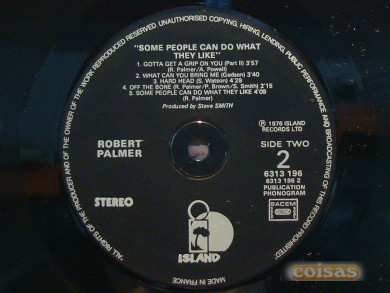 "SOME PEOPLE CAN DO WHAT
THEY LIKE"
1. GOTTA GET A GRIP ON YOU (Part II) 3'57
(R. Palmer/A. Powell)
2. WHAT CAN YOU BRING ME (Gadson) 3'40
3. HARD HEAD (S. Watson) 4'29
4. OFF THE BONE (R. Palmer/P. Brown/S. Smith) 2'15
5. SOME PEOPLE CAN DO WHAT THEY LIKE 4'09
(R. Palmer)
Produced by Steve SMITH
ROBERT
PALMER
℗ 1976 ISLAND
RECORDS LTD
SIDE TWO
2
6313 196
6313 196 2
PUBLICATION
PHONOGRAM
STEREO
SACEM
ISLAND
MADE IN FRANCE
"ALL RIGHTS OF THE PRODUCER AND OF THE OWNER OF THE WORK REPRODUCED RESERVED. UNAUTHORISED COPYING, HIRING, LENDING, PUBLIC PERFORMANCE AND BROADCASTING OF THIS RECORD PROHIBITED"
coisas